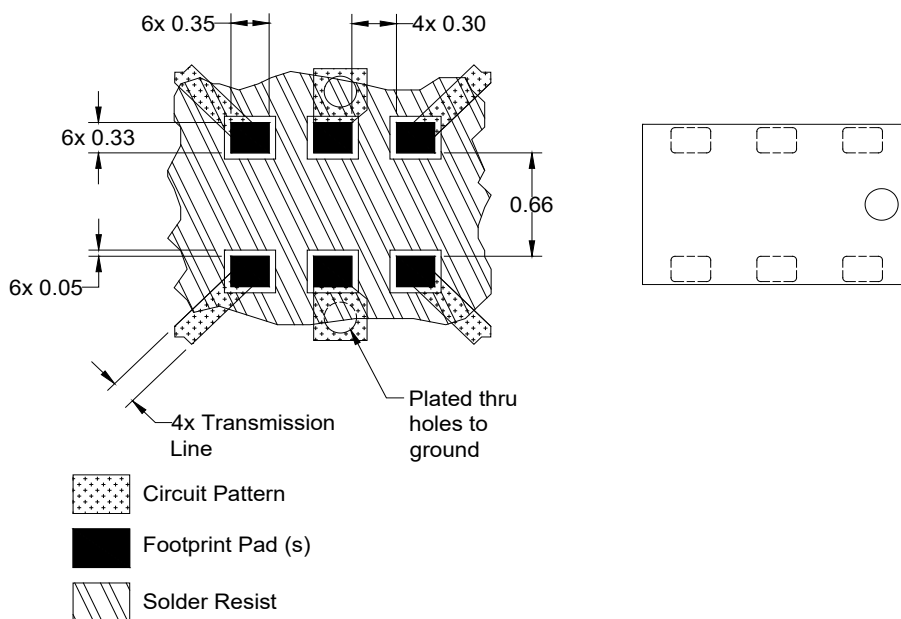 6x 0.35
4x 0.30
6x 0.33
0.66
6x 0.05
4x Transmission
Line
Plated thru
holes to
ground
Circuit Pattern
Footprint Pad (s)
Solder Resist